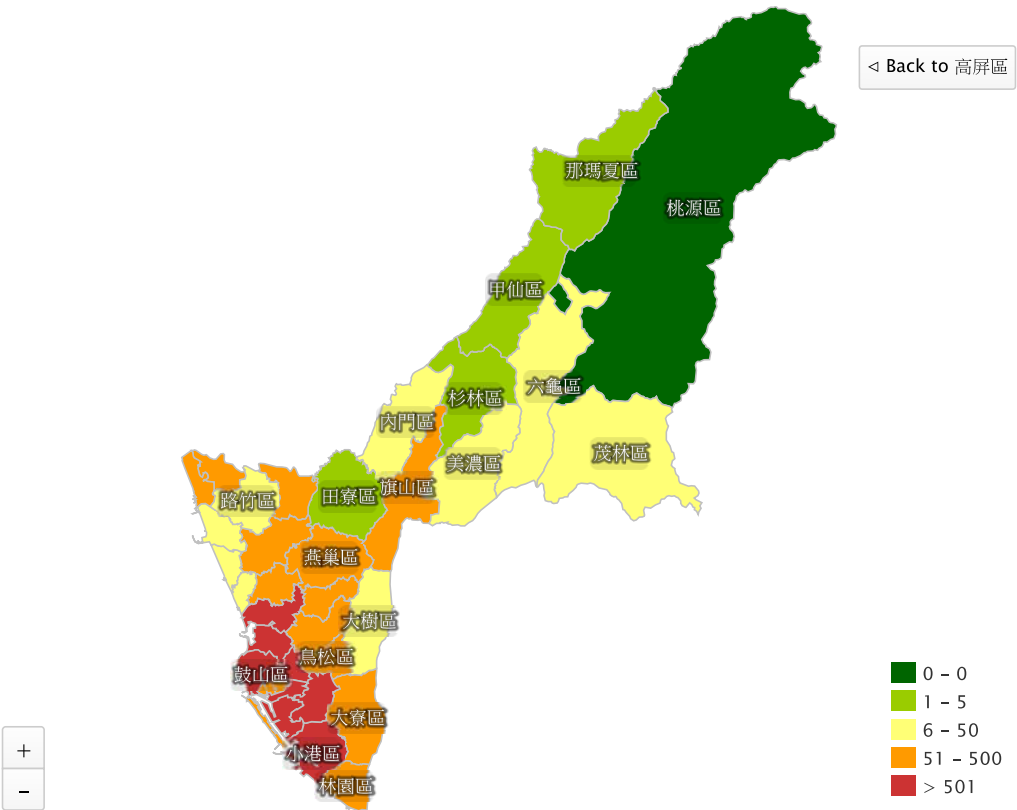 ◁ Back to 高屏區
那瑪夏區
桃源區
甲仙區
六龜區
杉林區
內門區
茂林區
美濃區
旗山區
田寮區
路竹區
燕巢區
大樹區
鳥松區
鼓山區
大寮區
小港區
林園區
0 – 0
1 – 5
6 – 50
51 – 500
> 501
+
-